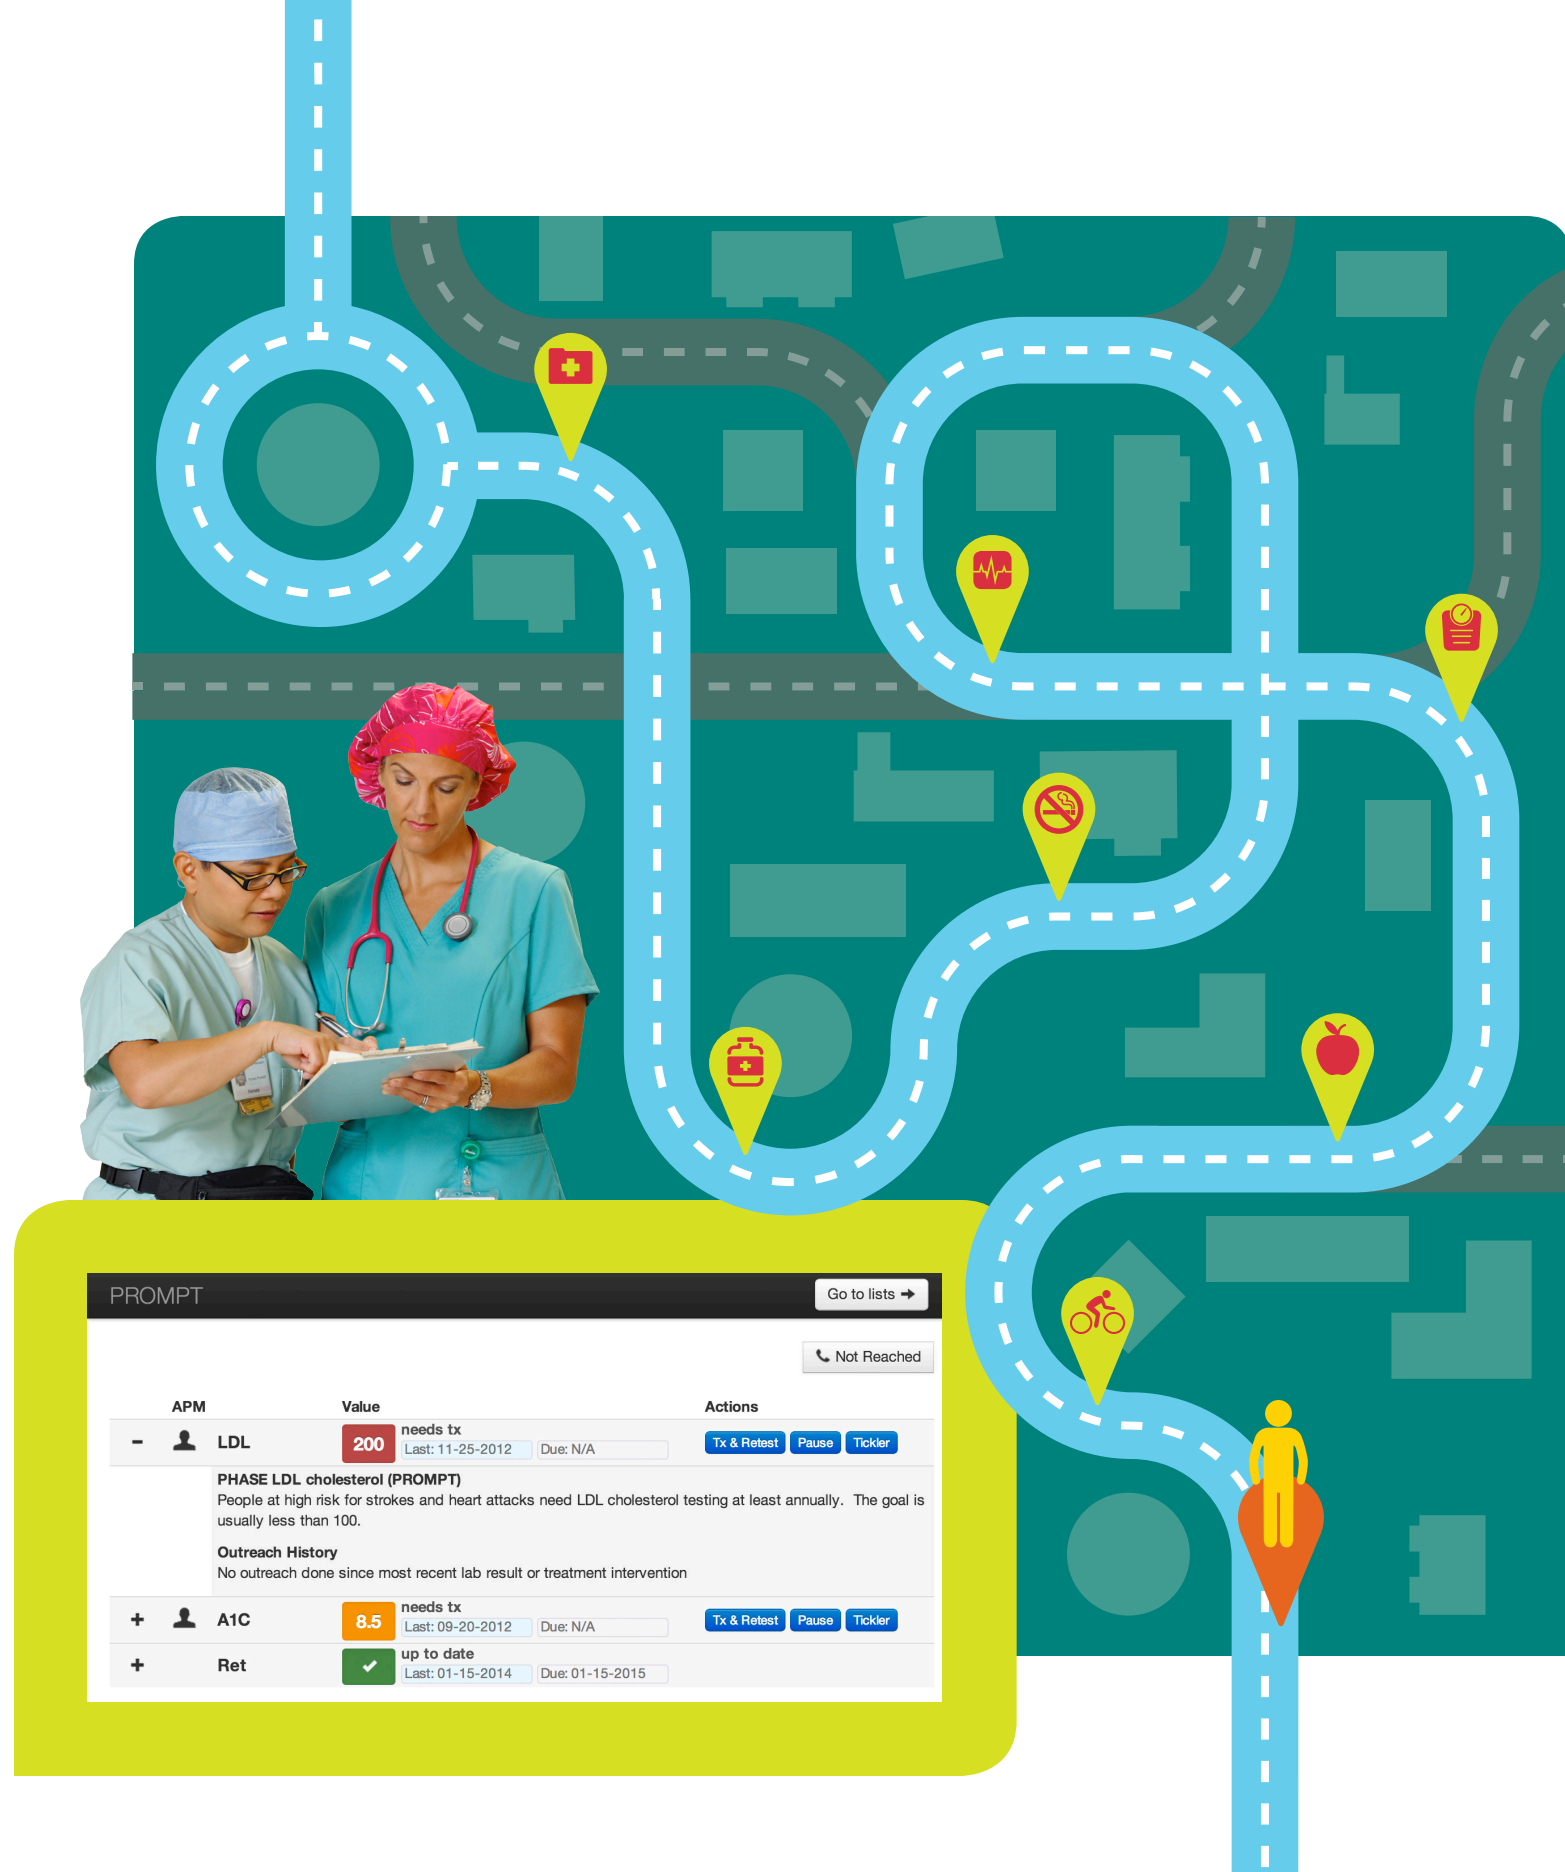 PROMPT
Go to lists
Not Reached
APM Value Actions
LDL 200 needs tx Last: 11-25-2012 Due: N/A Tx & Retest Pause Tickler
PHASE LDL cholesterol (PROMPT)
People at high risk for strokes and heart attacks need LDL cholesterol testing at least annually. The goal is
usually less than 100.
Outreach History
No outreach done since most recent lab result or treatment intervention
A1C 8.5 needs tx Last: 09-20-2012 Due: N/A Tx & Retest Pause Tickler
Ret up to date Last: 01-15-2014 Due: 01-15-2015